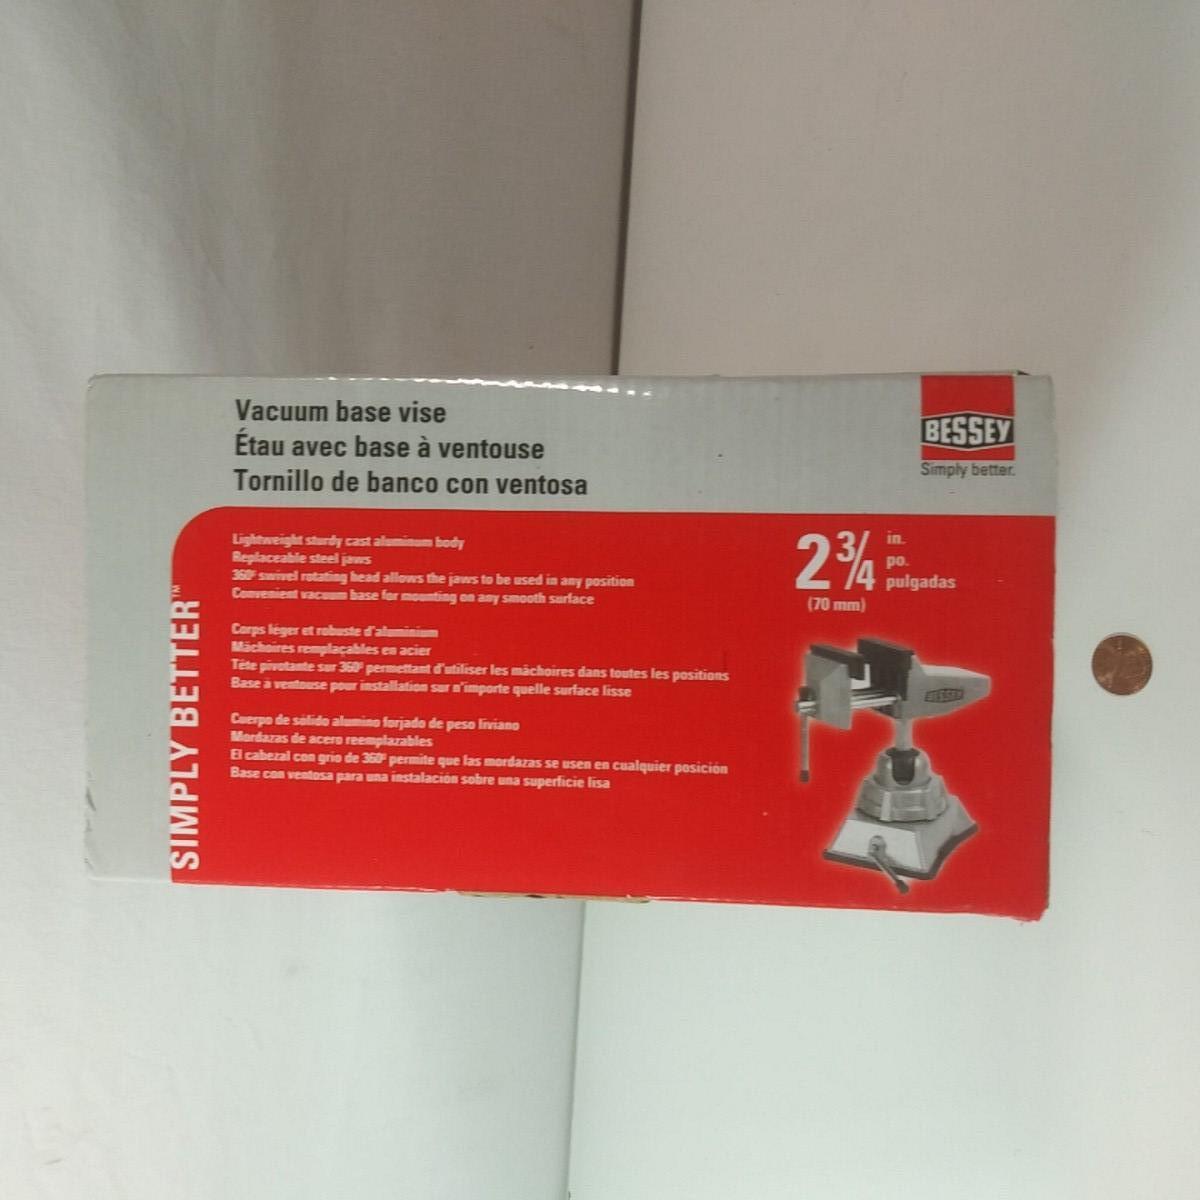 Vacuum base vise
Étau avec base à ventouse
Tornillo de banco con ventosa
BESSEY
Simply better.
SIMPLY BETTER™
Lightweight sturdy cast aluminum body
Replaceable steel jaws
360º swivel rotating head allows the jaws to be used in any position
Convenient vacuum base for mounting on any smooth surface
Corps léger et robuste d'aluminium
Mâchoires remplaçables en acier
Tête pivotante sur 360º permettant d'utiliser les mâchoires dans toutes les positions
Base à ventouse pour installation sur n'importe quelle surface lisse
Cuerpo de sólido alumino forjado de peso liviano
Mordazas de acero reemplazables
El cabezal con grio de 360º permite que las mordazas se usen en cualquier posición
Base con ventosa para una instalación sobre una superficie lisa
2 3/4 in.
po.
pulgadas
(70 mm)
BESSEY